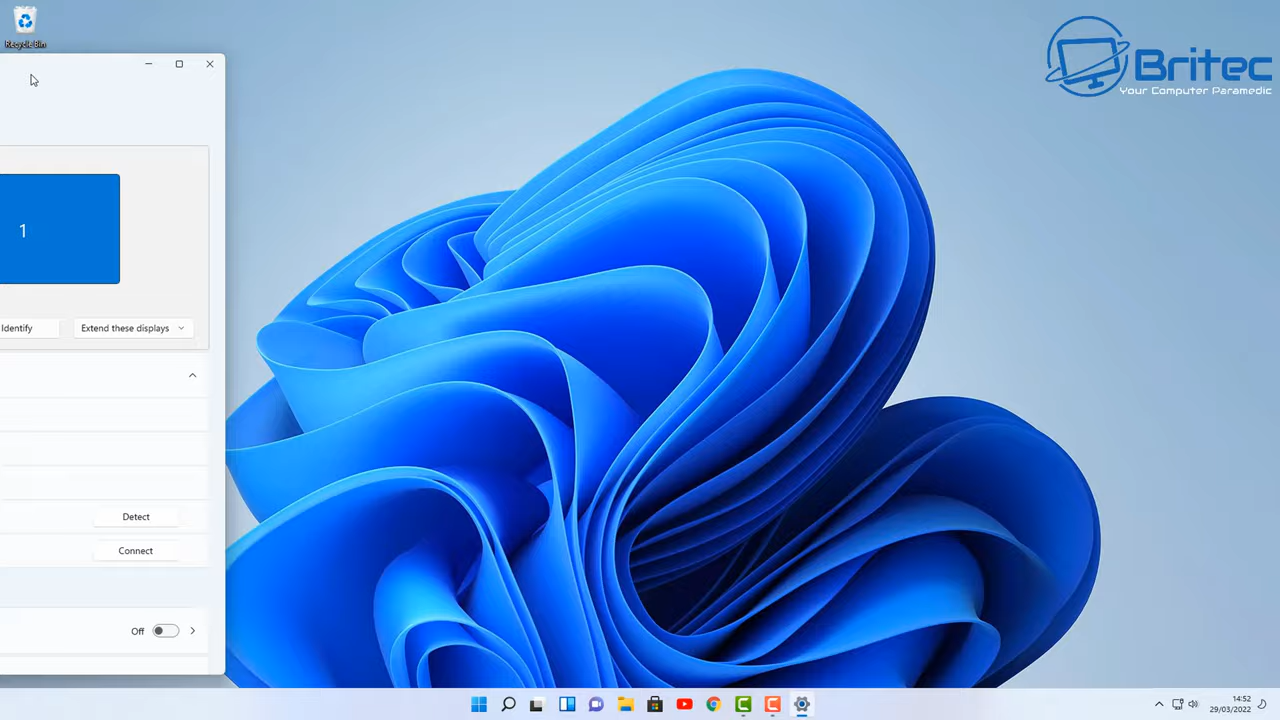 Recycle Bin
Britec
Your Computer Paramedic
1
Identify
Extend these displays
Detect
Connect
Off
14:52
29/03/2022